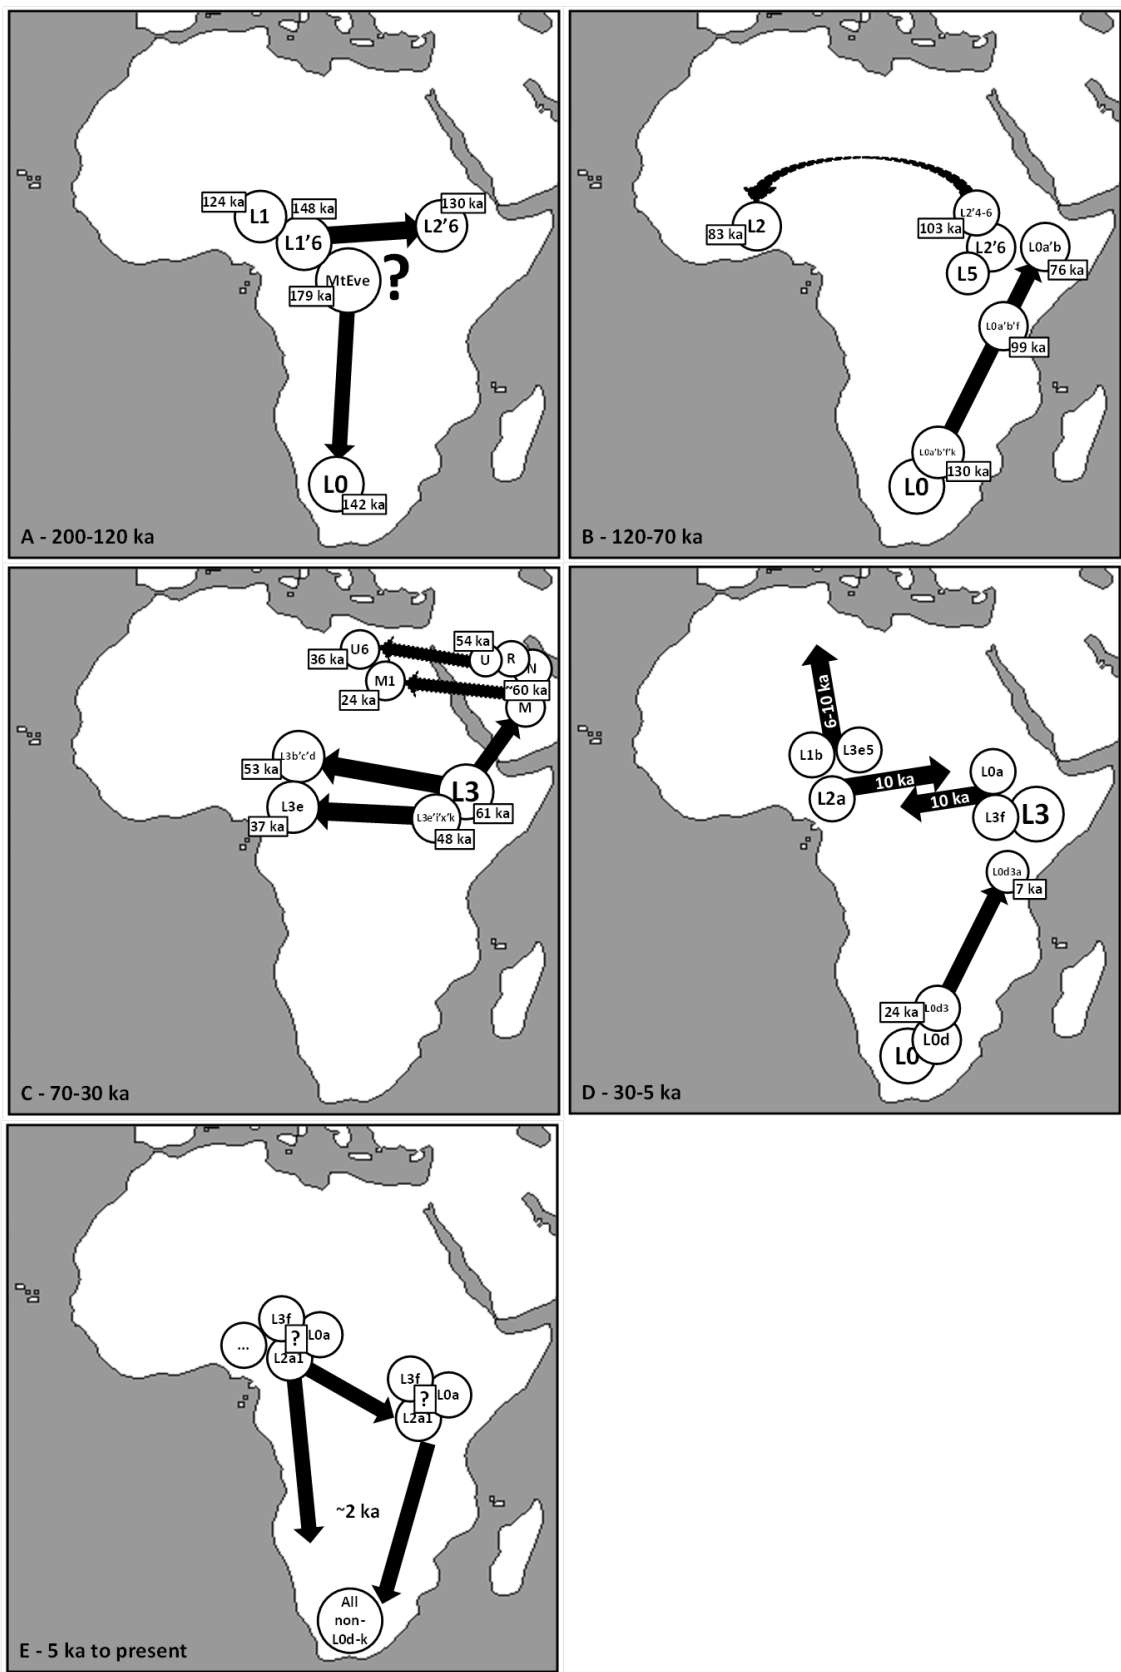 124 ka
L1
148 ka
L1’6
130 ka
L2’6
MtEve
179 ka
?
L0
142 ka
A - 200-120 ka
83 ka
L2
L2’4-6
103 ka
L2’6
L5
L0a’b
76 ka
L0a’b’f
99 ka
L0a’b’f’k
130 ka
L0
B - 120-70 ka
U6
36 ka
M1
24 ka
54 ka
U
R
N
~60 ka
M
L3b’c’d
53 ka
L3e
37 ka
L3
61 ka
L3e’i’x’k
48 ka
C - 70-30 ka
6-10 ka
L1b
L3e5
L2a
10 ka
10 ka
L0a
L3f
L3
L0d3a
7 ka
24 ka
L0d3
L0d
L0
D - 30-5 ka
...
L3f
?
L0a
L2a1
L3f
?
L0a
L2a1
~2 ka
All
non-
L0d-k
E - 5 ka to present